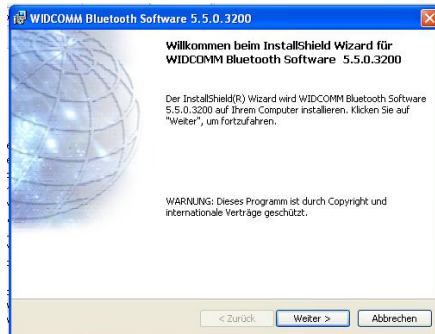 WIDCOMM Bluetooth Software 5.5.0.3200
Willkommen beim InstallShield Wizard für
WIDCOMM Bluetooth Software 5.5.0.3200
Der InstallShield(R) Wizard wird WIDCOMM Bluetooth Software
5.5.0.3200 auf Ihrem Computer installieren. Klicken Sie auf
"Weiter", um fortzufahren.
WARNUNG: Dieses Programm ist durch Copyright und
internationale Verträge geschützt.
< Zurück
Weiter >
Abbrechen